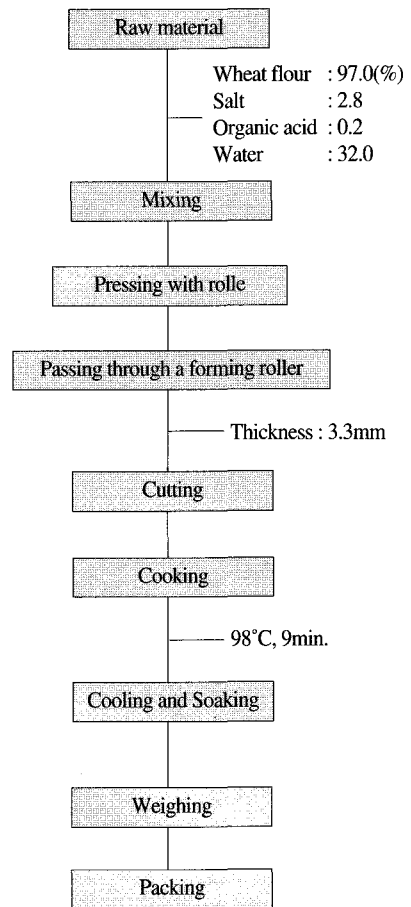 Raw material
Wheat flour : 97.0(%)
Salt : 2.8
Organic acid : 0.2
Water : 32.0
Mixing
Pressing with rolle
Passing through a forming roller
Thickness : 3.3mm
Cutting
Cooking
98°C, 9min.
Cooling and Soaking
Weighing
Packing